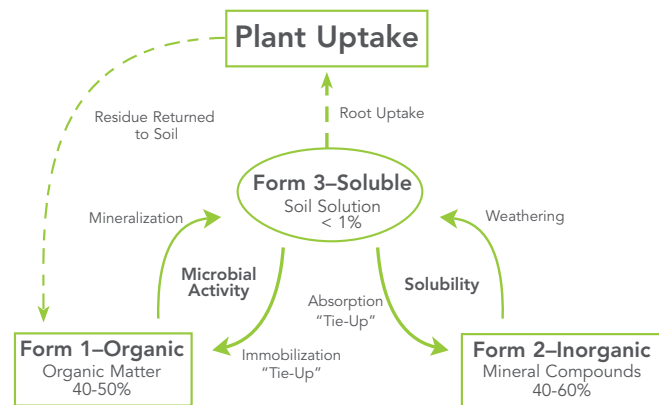 Plant Uptake
Residue Returned
to Soil
Root Uptake
Form 3–Soluble
Soil Solution
< 1%
Mineralization
Weathering
Microbial
Activity
Solubility
Absorption
“Tie-Up”
Immobilization
“Tie-Up”
Form 1–Organic
Organic Matter
40-50%
Form 2–Inorganic
Mineral Compounds
40-60%